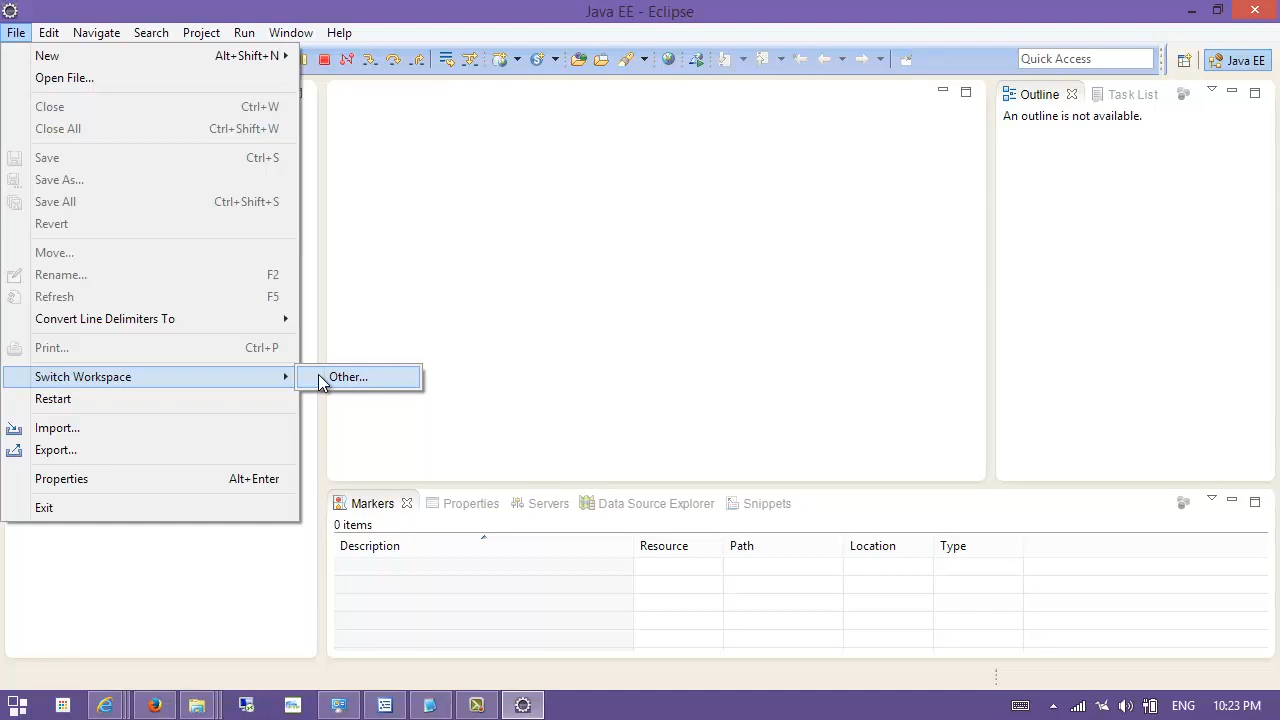 Java EE - Eclipse
File Edit Navigate Search Project Run Window Help
New Alt+Shift+N
Open File...
Close Ctrl+W
Close All Ctrl+Shift+W
Save Ctrl+S
Save As...
Save All Ctrl+Shift+S
Revert
Move...
Rename... F2
Refresh F5
Convert Line Delimiters To
Print... Ctrl+P
Switch Workspace
Other...
Restart
Import...
Export...
Properties Alt+Enter
Exit
Quick Access
Java EE
Outline Task List
An outline is not available.
Markers Properties Servers Data Source Explorer Snippets
0 items
Description Resource Path Location Type
ENG 10:23 PM